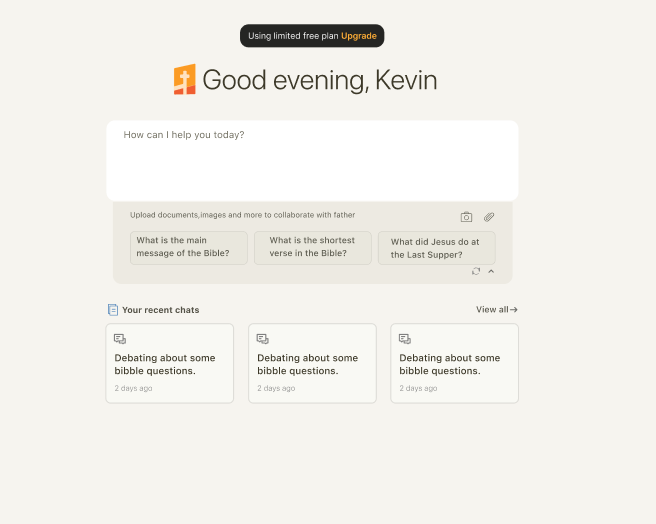 Using limited free plan Upgrade
Good evening, Kevin
How can I help you today?
Upload documents,images and more to collaborate with father
What is the main
message of the Bible?
What is the shortest
verse in the Bible?
What did Jesus do at
the Last Supper?
Your recent chats
View all→
Debating about some
bibble questions.
2 days ago
Debating about some
bibble questions.
2 days ago
Debating about some
bibble questions.
2 days ago